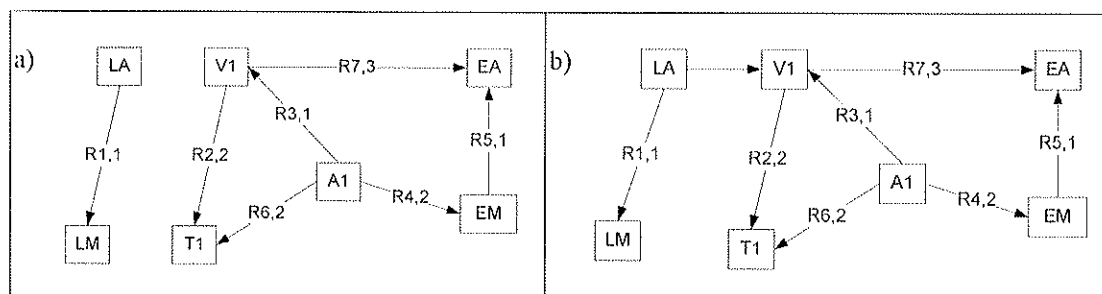 a)
LA
V1
R7,3
EA
R3,1
R5,1
R1,1
R2,2
A1
R4,2
R6,2
EM
LM
T1
b)
LA
V1
R7,3
EA
R3,1
R5,1
R1,1
R2,2
A1
R4,2
R6,2
EM
LM
T1